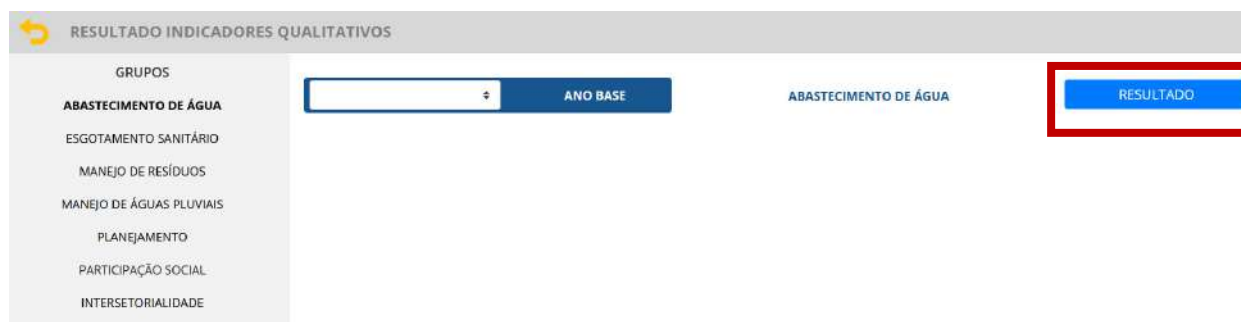 RESULTADO INDICADORES QUALITATIVOS
GRUPOS
ABASTECIMENTO DE ÁGUA
ESGOTAMENTO SANITÁRIO
MANEJO DE RESÍDUOS
MANEJO DE ÁGUAS PLUVIAIS
PLANEJAMENTO
PARTICIPAÇÃO SOCIAL
INTERSETORIALIDADE
ANO BASE
ABASTECIMENTO DE ÁGUA
RESULTADO